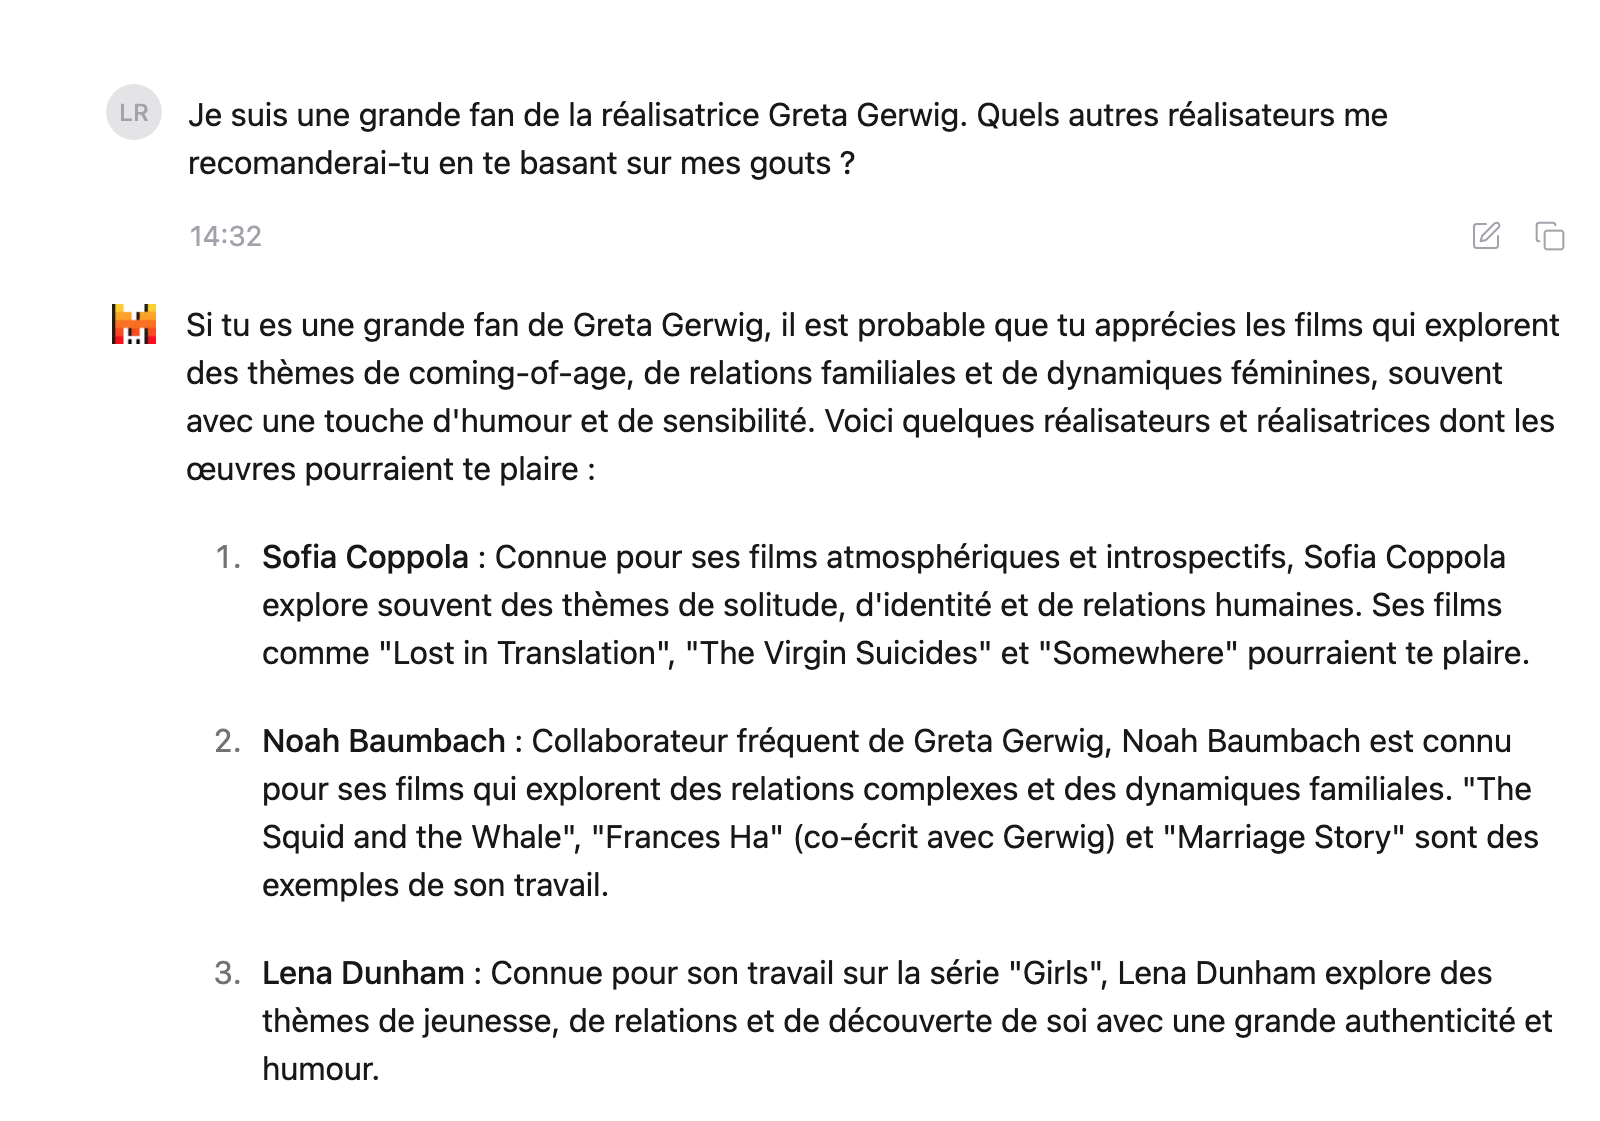 LR
Je suis une grande fan de la réalisatrice Greta Gerwig. Quels autres réalisateurs me
recomanderai-tu en te basant sur mes gouts ?
14:32
Si tu es une grande fan de Greta Gerwig, il est probable que tu apprécies les films qui explorent
des thèmes de coming-of-age, de relations familiales et de dynamiques féminines, souvent
avec une touche d'humour et de sensibilité. Voici quelques réalisateurs et réalisatrices dont les
œuvres pourraient te plaire :
1. Sofia Coppola : Connue pour ses films atmosphériques et introspectifs, Sofia Coppola
explore souvent des thèmes de solitude, d'identité et de relations humaines. Ses films
comme "Lost in Translation", "The Virgin Suicides" et "Somewhere" pourraient te plaire.
2. Noah Baumbach : Collaborateur fréquent de Greta Gerwig, Noah Baumbach est connu
pour ses films qui explorent des relations complexes et des dynamiques familiales. "The
Squid and the Whale", "Frances Ha" (co-écrit avec Gerwig) et "Marriage Story" sont des
exemples de son travail.
3. Lena Dunham : Connue pour son travail sur la série "Girls", Lena Dunham explore des
thèmes de jeunesse, de relations et de découverte de soi avec une grande authenticité et
humour.